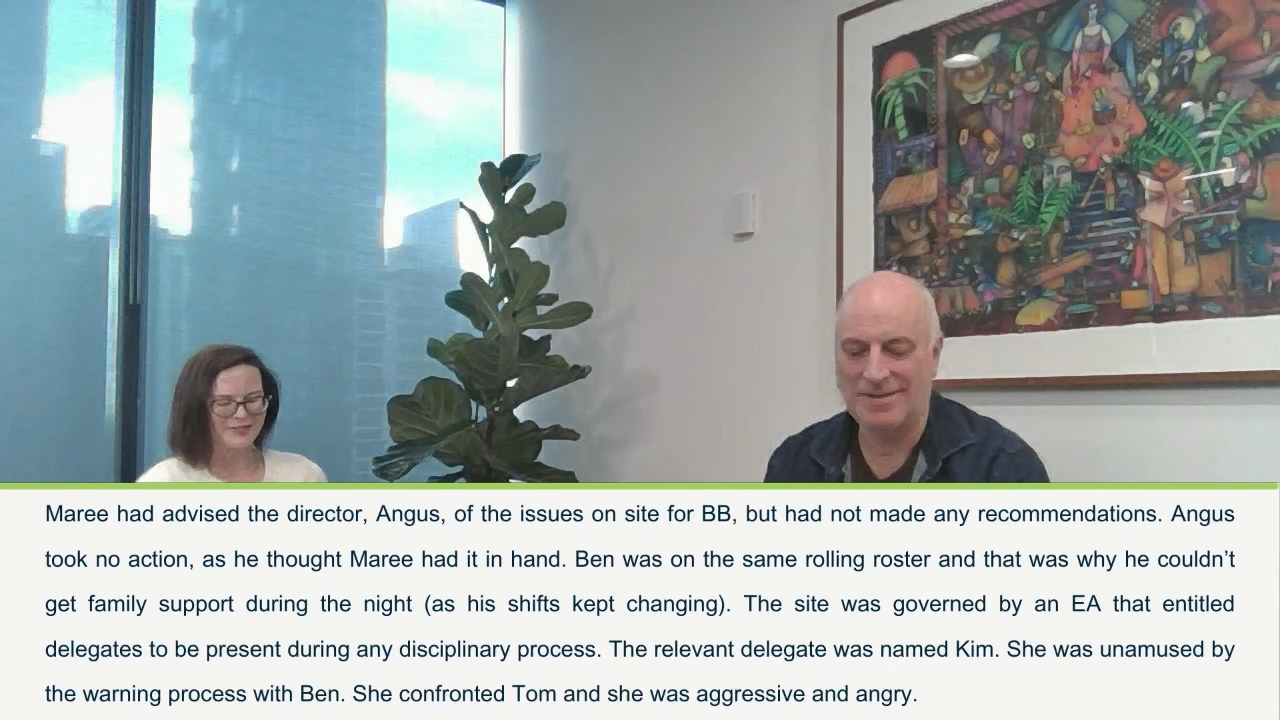 Maree had advised the director, Angus, of the issues on site for BB, but had not made any recommendations. Angus
took no action, as he thought Maree had it in hand. Ben was on the same rolling roster and that was why he couldn’t
get family support during the night (as his shifts kept changing). The site was governed by an EA that entitled
delegates to be present during any disciplinary process. The relevant delegate was named Kim. She was unamused by
the warning process with Ben. She confronted Tom and she was aggressive and angry.